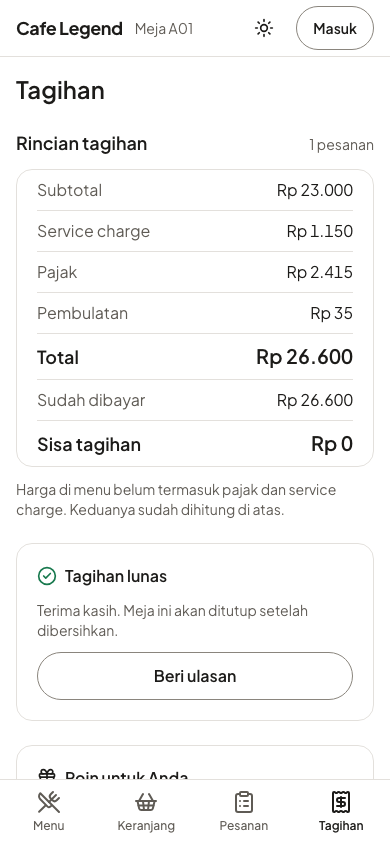 Cafe Legend Meja A01 Masuk
Tagihan
Rincian tagihan 1 pesanan
Subtotal Rp 23.000
Service charge Rp 1.150
Pajak Rp 2.415
Pembulatan Rp 35
Total Rp 26.600
Sudah dibayar Rp 26.600
Sisa tagihan Rp 0
Harga di menu belum termasuk pajak dan service
charge. Keduanya sudah dihitung di atas.
Tagihan lunas
Terima kasih. Meja ini akan ditutup setelah
dibersihkan.
Beri ulasan
Poin untuk Anda
Menu Keranjang Pesanan Tagihan